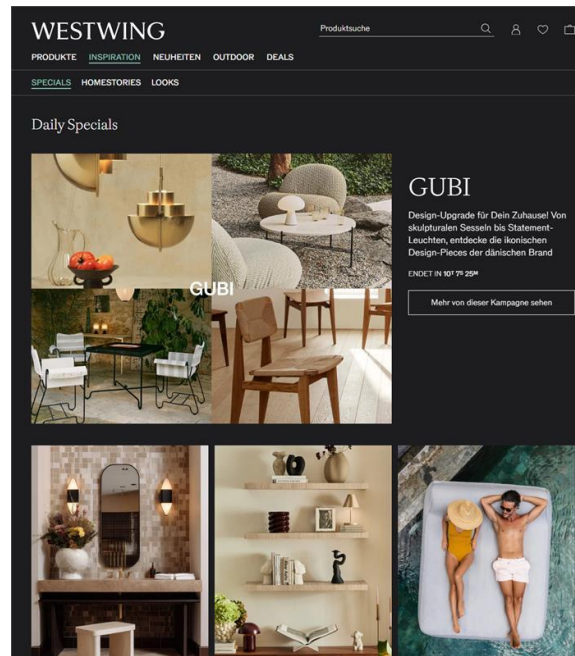 WESTWING
Produktsuche
PRODUKTE INSPIRATION NEUHEITEN OUTDOOR DEALS
SPECIALS HOMESTORIES LOOKS
Daily Specials
GUBI
GUBI
Design-Upgrade für Dein Zuhause! Von
skulpturalen Sesseln bis Statement-
Leuchten, entdecke die ikonischen
Design-Pieces der dänischen Brand
ENDET IN 10ᵀ 7ˢ 25ᴹ
Mehr von dieser Kampagne sehen